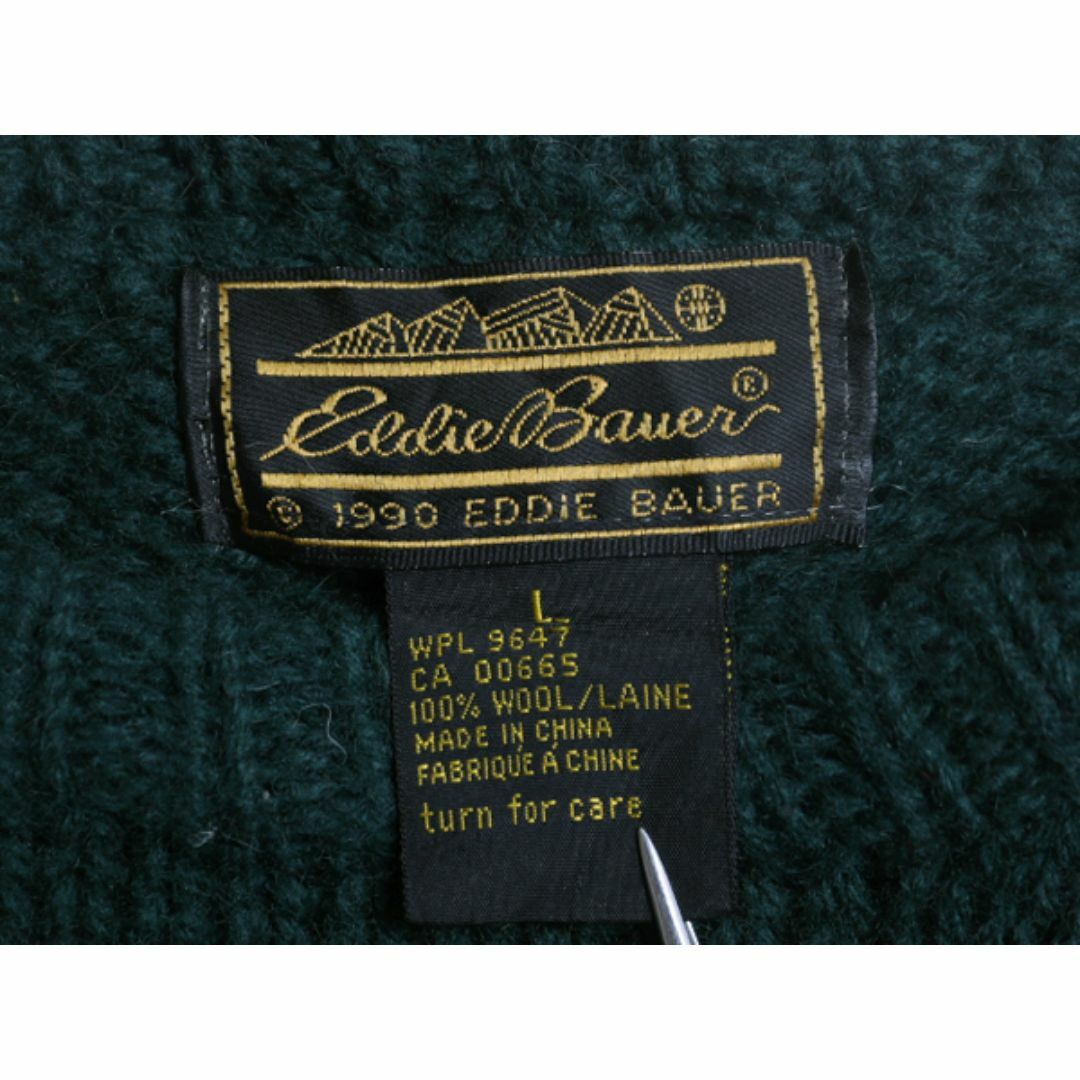 Eddie Bauer®
© 1990 EDDIE BAUER
L
WPL 9647
CA 00665
100% WOOL/LAINE
MADE IN CHINA
FABRIQUÉ Á CHINE
turn for care